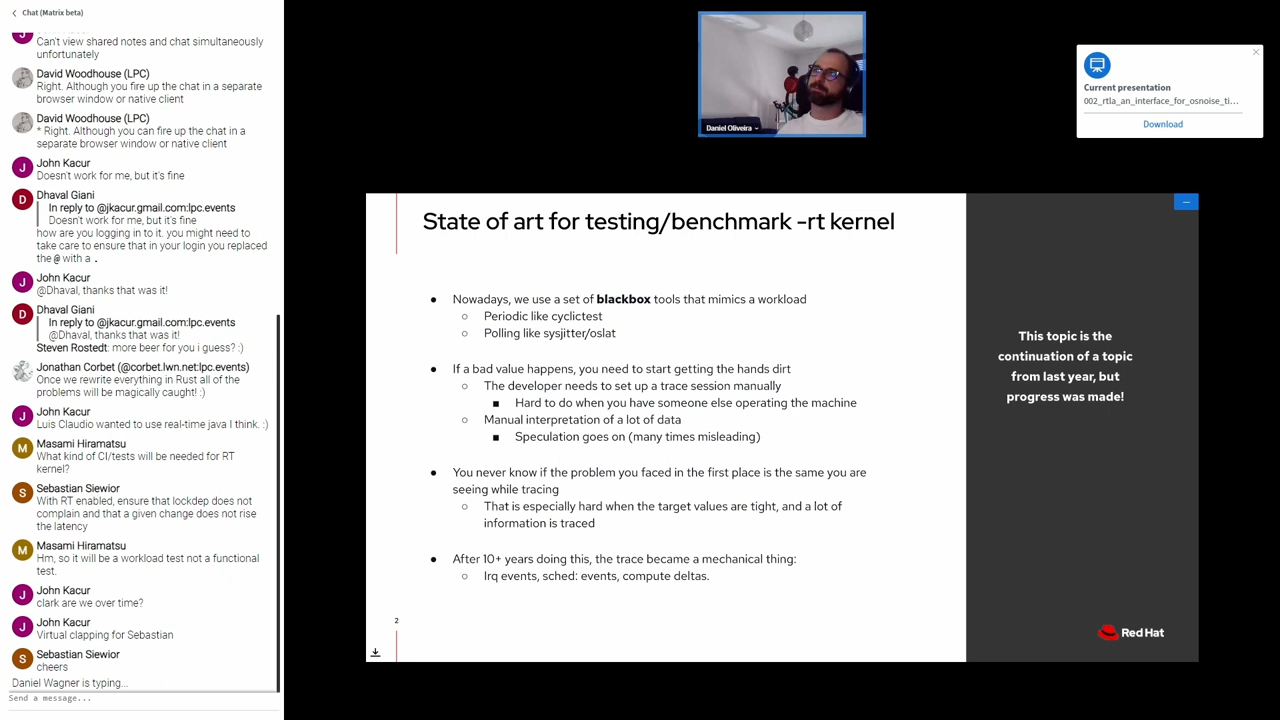 Chat (Matrix beta)
Can't view shared notes and chat simultaneously
unfortunately
David Woodhouse (LPC)
Right. Although you fire up the chat in a separate
browser window or native client
David Woodhouse (LPC)
* Right. Although you can fire up the chat in a
separate browser window or native client
J
John Kacur
Doesn't work for me, but it's fine
D
Dhaval Giani
In reply to @jkacur.gmail.com:lpc.events
Doesn't work for me, but it's fine
how are you logging in to it. you might need to
take care to ensure that in your login you replaced
the @ with a .
J
John Kacur
@Dhaval, thanks that was it!
D
Dhaval Giani
In reply to @jkacur.gmail.com:lpc.events
@Dhaval, thanks that was it!
Steven Rostedt: more beer for you i guess? :)
Jonathan Corbet (@corbet.lwn.net:lpc.events)
Once we rewrite everything in Rust all of the
problems will be magically caught! :)
J
John Kacur
Luis Claudio wanted to use real-time java I think. :)
M
Masami Hiramatsu
What kind of CI/tests will be needed for RT
kernel?
S
Sebastian Siewior
With RT enabled, ensure that lockdep does not
complain and that a given change does not rise
the latency
M
Masami Hiramatsu
Hm, so it will be a workload test not a functional
test.
J
John Kacur
clark are we over time?
J
John Kacur
Virtual clapping for Sebastian
S
Sebastian Siewior
cheers
Daniel Wagner is typing...
Send a message...
Daniel Oliveira
Current presentation
002_rtla_an_interface_for_osnoise_ti...
Download
State of art for testing/benchmark -rt kernel
● Nowadays, we use a set of blackbox tools that mimics a workload
○ Periodic like cyclictest
○ Polling like sysjitter/oslat
● If a bad value happens, you need to start getting the hands dirt
○ The developer needs to set up a trace session manually
■ Hard to do when you have someone else operating the machine
○ Manual interpretation of a lot of data
■ Speculation goes on (many times misleading)
● You never know if the problem you faced in the first place is the same you are
seeing while tracing
○ That is especially hard when the target values are tight, and a lot of
information is traced
● After 10+ years doing this, the trace became a mechanical thing:
○ Irq events, sched: events, compute deltas.
2
This topic is the
continuation of a topic
from last year, but
progress was made!
Red Hat